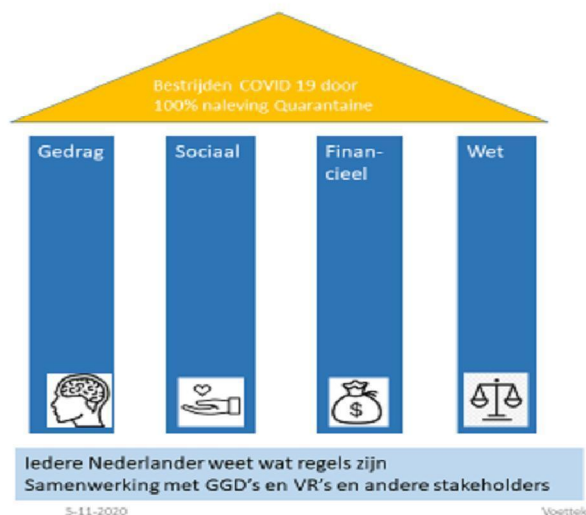 Bestrijden COVID 19 door
100% naleving Quarantaine
Gedrag
Sociaal
Finan-
cieel
Wet
$
Iedere Nederlander weet wat regels zijn
Samenwerking met GGD's en VR's en andere stakeholders
5-11-2020